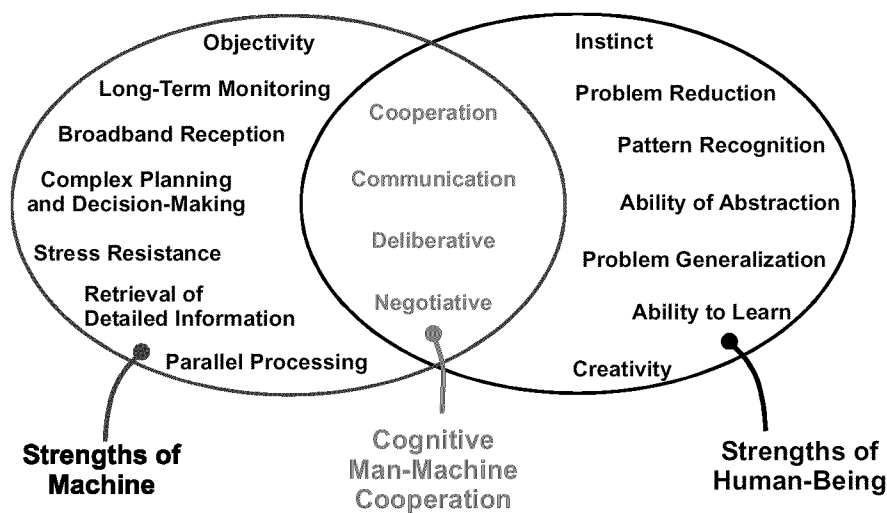 Objectivity
Long-Term Monitoring
Broadband Reception
Complex Planning
and Decision-Making
Stress Resistance
Retrieval of
Detailed Information
Parallel Processing
Cooperation
Communication
Deliberative
Negotiative
Instinct
Problem Reduction
Pattern Recognition
Ability of Abstraction
Problem Generalization
Ability to Learn
Creativity
Strengths of
Machine
Cognitive
Man-Machine
Cooperation
Strengths of
Human-Being